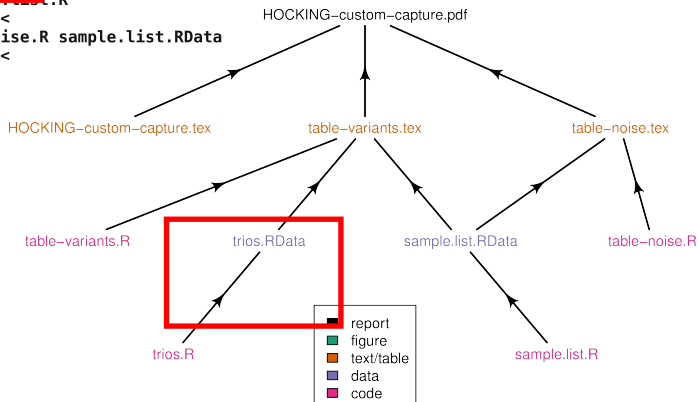 HOCKING−custom−capture.pdf
<
ise.R sample.list.RData
<
HOCKING−custom−capture.tex table−variants.tex table−noise.tex
table−variants.R trios.RData sample.list.RData table−noise.R
trios.R sample.list.R
report
figure
text/table
data
code